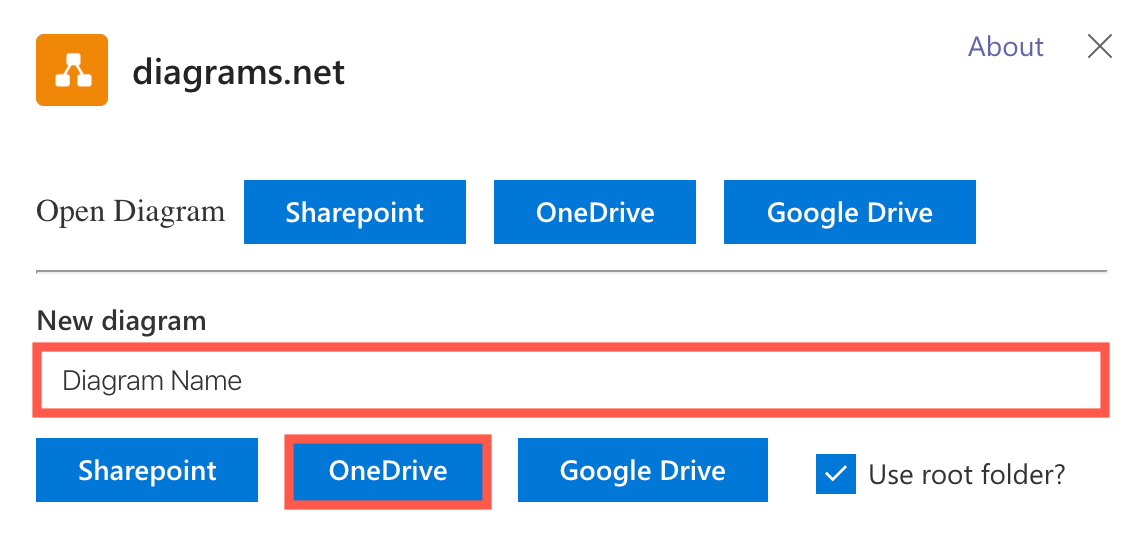 diagrams.net
About
Open Diagram Sharepoint OneDrive Google Drive
New diagram
Diagram Name
Sharepoint OneDrive Google Drive Use root folder?